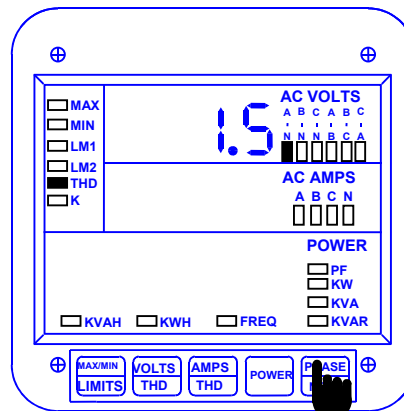 MAX
MIN
LM1
LM2
THD
K
1.5
AC VOLTS
A B C A B C
- - - - - -
N N N B C A
AC AMPS
A B C N
POWER
PF
KW
KVA
KVAR
KVAH
KWH
FREQ
MAX/MIN
LIMITS
VOLTS
THD
AMPS
THD
POWER